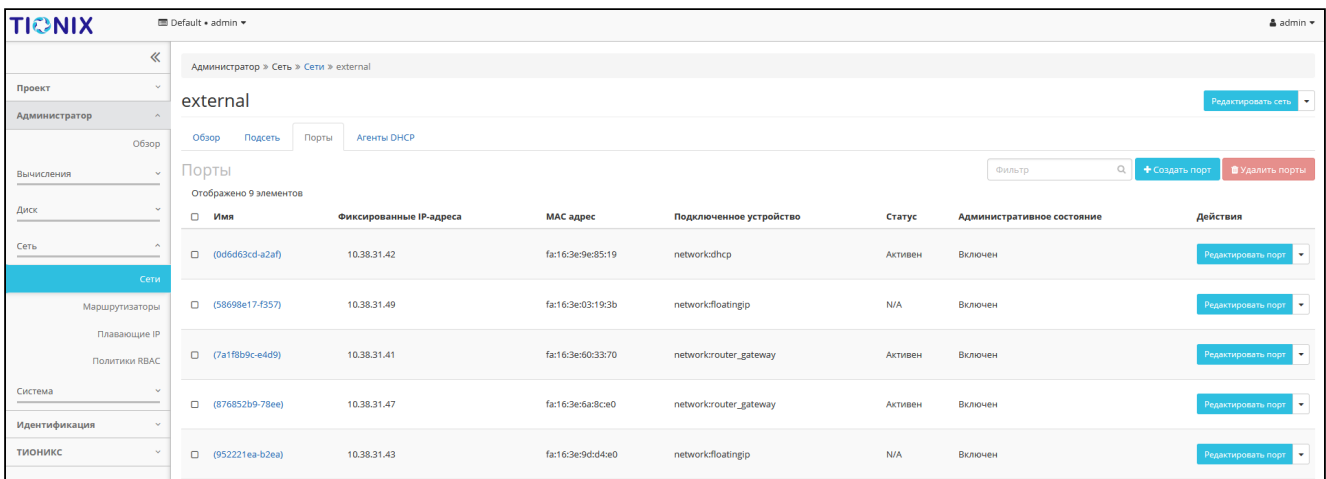 TIONIX
Default • admin
admin
Администратор » Сеть » Сети » external
Проект
Администратор
Обзор
Вычисления
Диск
Сеть
Сети
Маршрутизаторы
Плавающие IP
Политики RBAC
Система
Идентификация
ТИОНИКС
external
Редактировать сеть
Обзор Подсеть Порты Агенты DHCP
Порты
Фильтр
Создать порт Удалить порты
Отображено 9 элементов
Имя Фиксированные IP-адреса MAC адрес Подключенное устройство Статус Административное состояние Действия
(0d6d63cd-a2af) 10.38.31.42 fa:16:3e:9e:85:19 network:dhcp Активен Включен Редактировать порт
(58698e17-f357) 10.38.31.49 fa:16:3e:03:19:3b network:floatingip N/A Включен Редактировать порт
(7a1f8b9c-e4d9) 10.38.31.41 fa:16:3e:60:33:70 network:router_gateway Активен Включен Редактировать порт
(876852b9-78ee) 10.38.31.47 fa:16:3e:6a:8c:e0 network:router_gateway Активен Включен Редактировать порт
(952221ea-b2ea) 10.38.31.43 fa:16:3e:9d:d4:e0 network:floatingip N/A Включен Редактировать порт